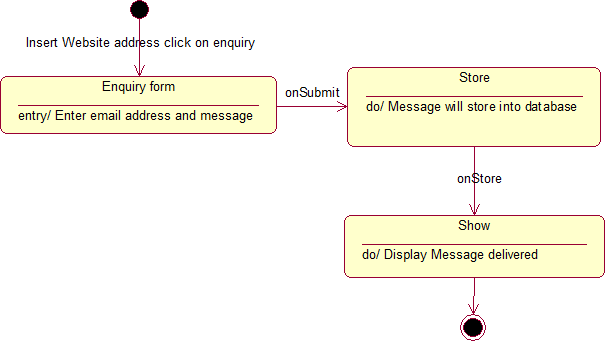 Insert Website address click on enquiry
Enquiry form
entry/ Enter email address and message
onSubmit
Store
do/ Message will store into database
onStore
Show
do/ Display Message delivered